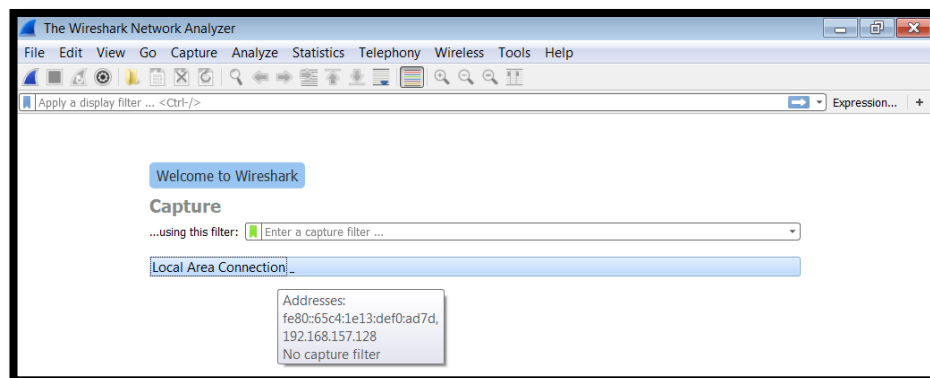 The Wireshark Network Analyzer
File Edit View Go Capture Analyze Statistics Telephony Wireless Tools Help
Apply a display filter ... <Ctrl-/>
Expression... +
Welcome to Wireshark
Capture
...using this filter: Enter a capture filter ...
Local Area Connection
Addresses:
fe80::65c4:1e13:def0:ad7d,
192.168.157.128
No capture filter